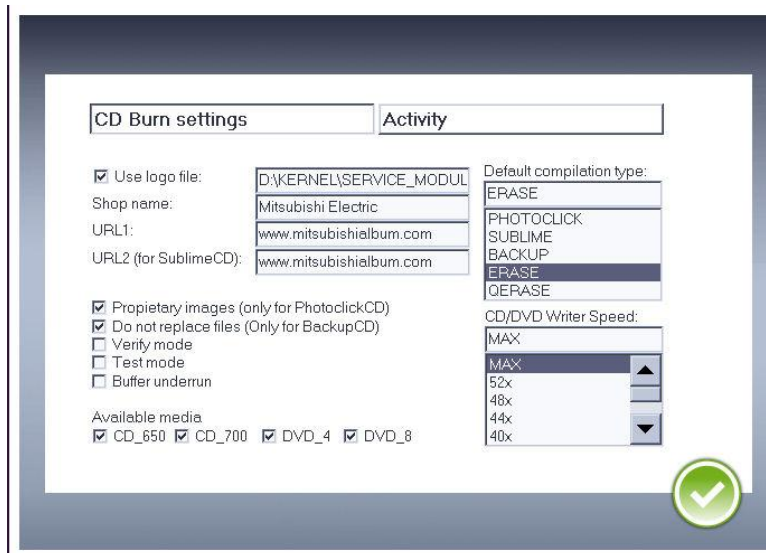 CD Burn settings
Activity
Use logo file:
D:\KERNEL\SERVICE_MODUL
Shop name:
Mitsubishi Electric
URL1:
www.mitsubishialbum.com
URL2 (for SublimeCD):
www.mitsubishialbum.com
Propietary images (only for PhotoclickCD)
Do not replace files (Only for BackupCD)
Verify mode
Test mode
Buffer underrun
Available media
CD_650 CD_700 DVD_4 DVD_8
Default compilation type:
ERASE
PHOTOCLICK
SUBLIME
BACKUP
ERASE
QERASE
CD/DVD Writer Speed:
MAX
MAX
52x
48x
44x
40x